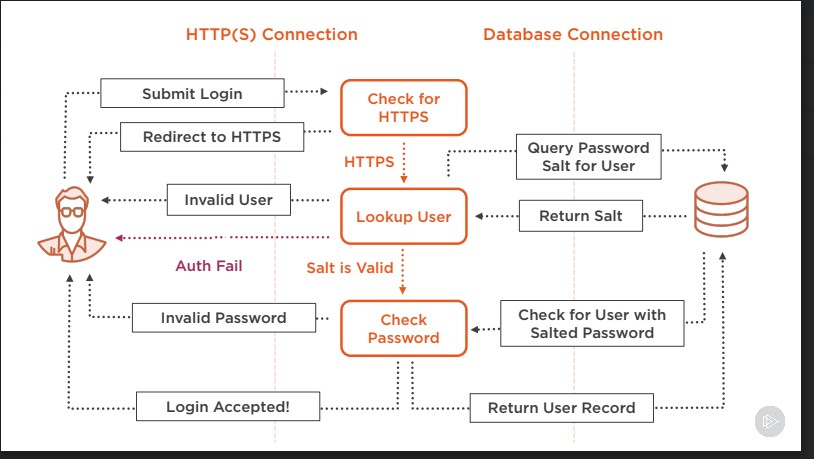 HTTP(S) Connection
Database Connection
Submit Login
Check for
HTTPS
Redirect to HTTPS
HTTPS
Query Password
Salt for User
Invalid User
Lookup User
Return Salt
Auth Fail
Salt is Valid
Invalid Password
Check
Password
Check for User with
Salted Password
Login Accepted!
Return User Record